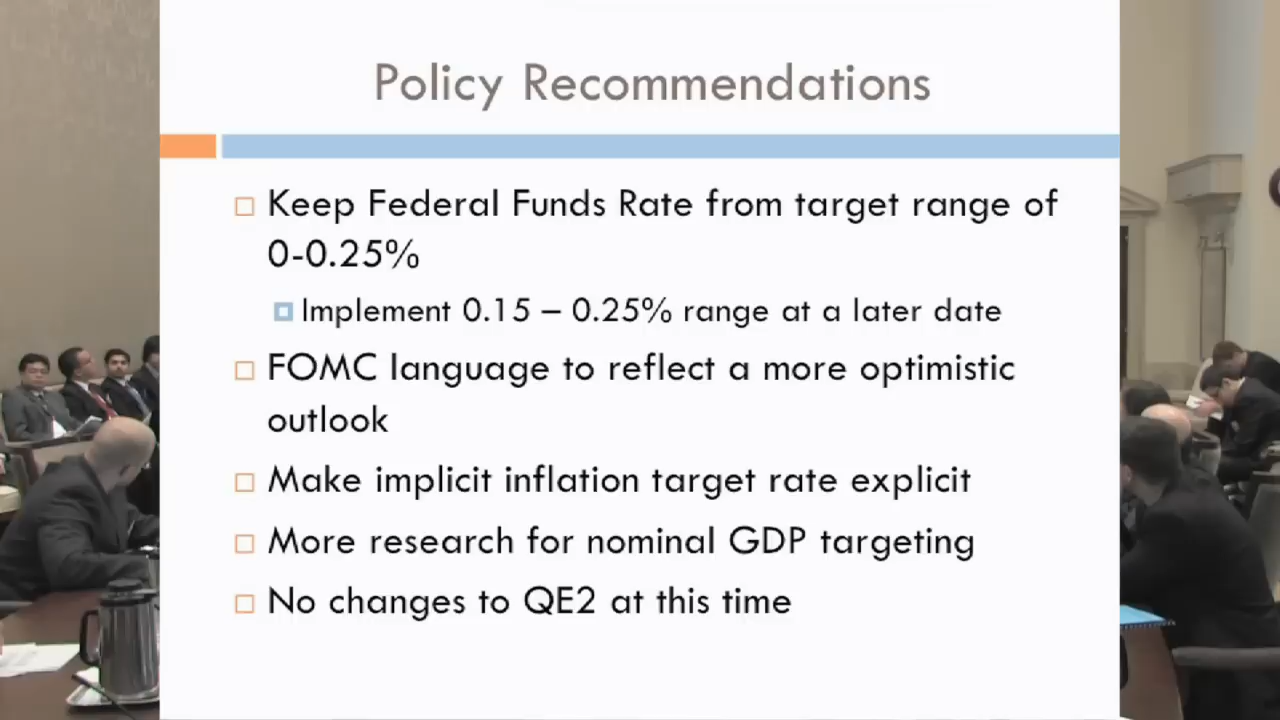 Policy Recommendations
Keep Federal Funds Rate from target range of
0-0.25%
Implement 0.15 – 0.25% range at a later date
FOMC language to reflect a more optimistic
outlook
Make implicit inflation target rate explicit
More research for nominal GDP targeting
No changes to QE2 at this time